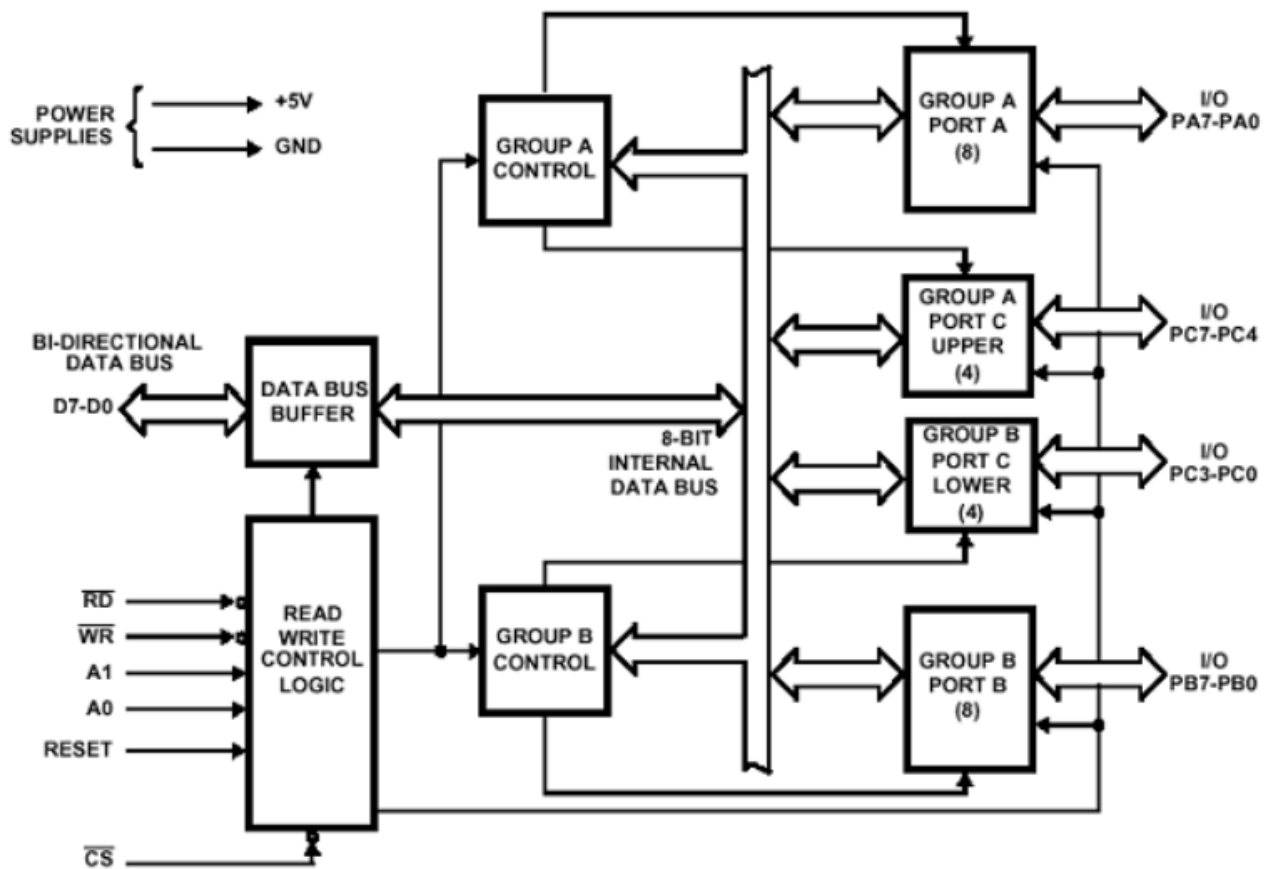 POWER
SUPPLIES
+5V
GND
GROUP A
CONTROL
GROUP A
PORT A
(8)
I/O
PA7-PA0
GROUP A
PORT C
UPPER
(4)
I/O
PC7-PC4
BI-DIRECTIONAL
DATA BUS
D7-D0
DATA BUS
BUFFER
8-BIT
INTERNAL
DATA BUS
GROUP B
PORT C
LOWER
(4)
I/O
PC3-PC0
RD
WR
A1
A0
RESET
CS
READ
WRITE
CONTROL
LOGIC
GROUP B
CONTROL
GROUP B
PORT B
(8)
I/O
PB7-PB0